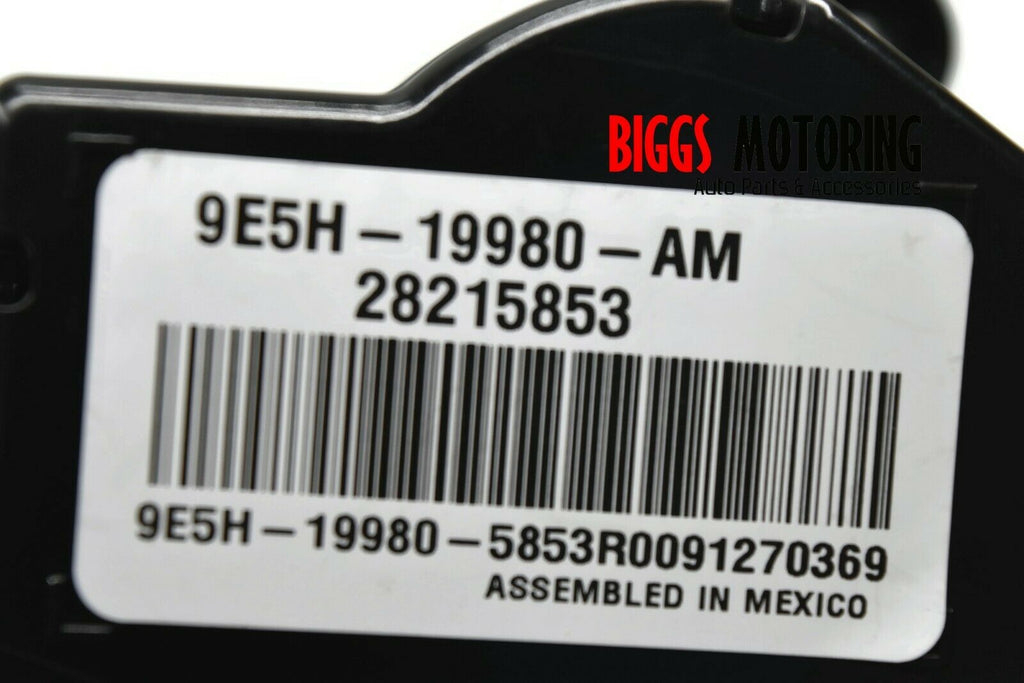 BIGGS MOTORING
Auto Parts & Accessories
9E5H-19980-AM
28215853
9E5H-19980-5853R0091270369
ASSEMBLED IN MEXICO